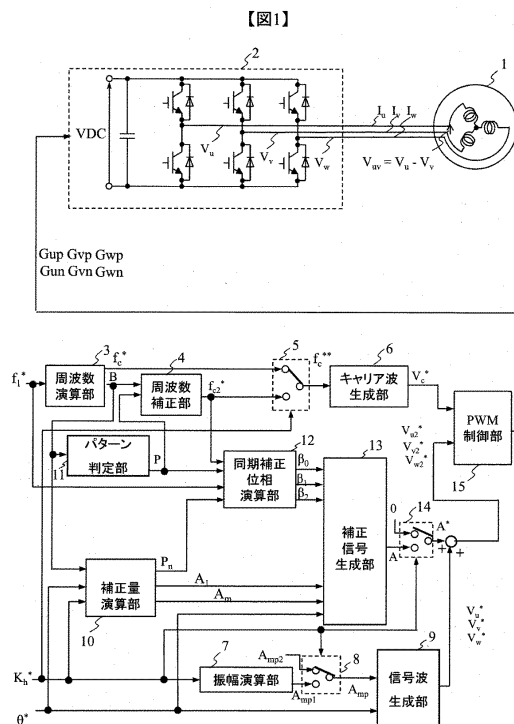 【図1】
2
1
VDC
Vu
Vv
Vw
Iu Iv Iw
Vuv = Vu - Vv
Gup Gvp Gwp
Gun Gvn Gwn
3
fc*
4
5
fc**
6
f1*
周波数
演算部
B
周波数
補正部
fc2*
キャリア波
生成部
Vc*
パターン
判定部
11
P
12
同期補正
位相
演算部
β0
β1
β2
13
補正
信号
生成部
Vu2*
Vv2*
Vw2*
PWM
制御部
15
0
14
A*
A
+
+
Pn
補正量
演算部
A1
Am
10
Vu*
Vv*
Vw*
7
Amp2
8
9
Kh*
振幅演算部
Amp1
Amp
信号波
生成部
θ*